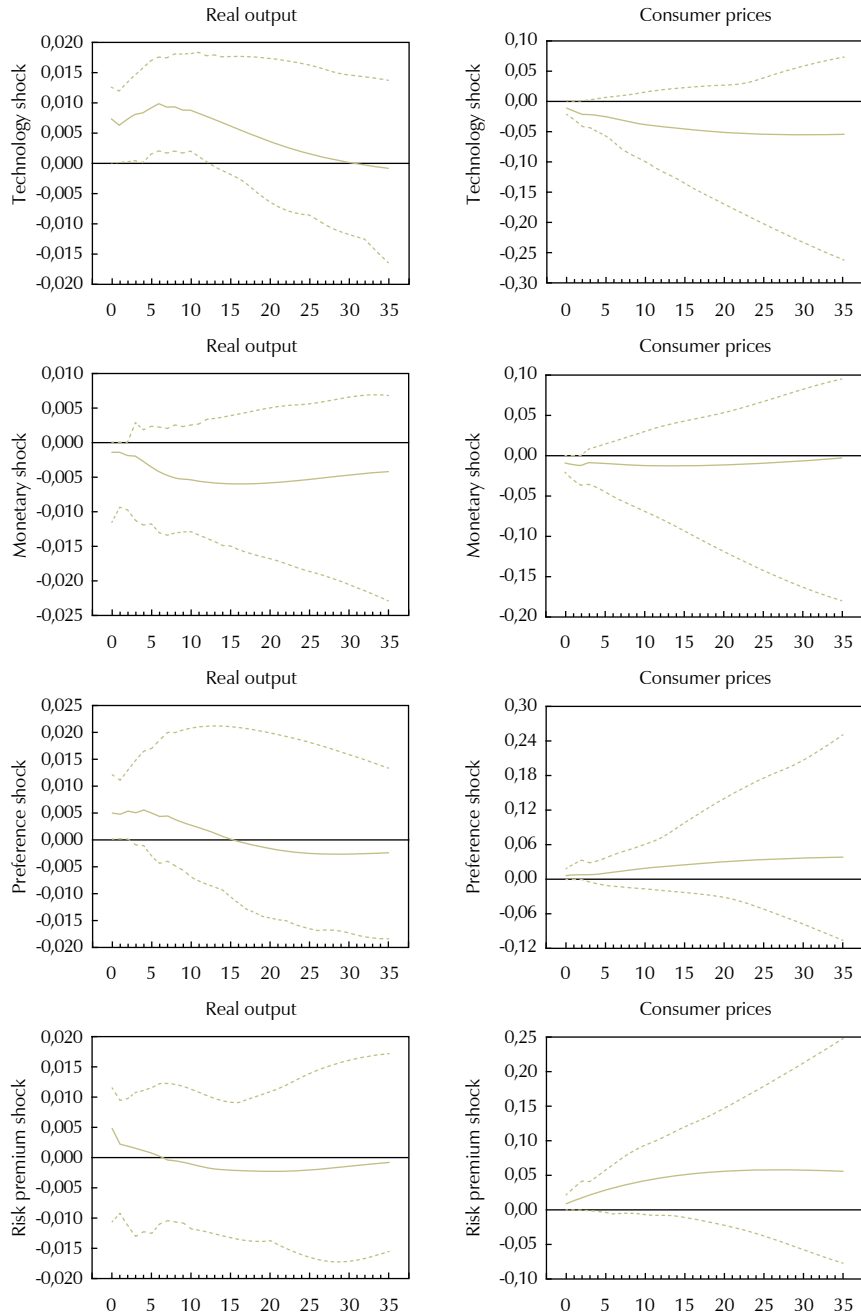 Real output
Technology shock
0,020
0,015
0,010
0,005
0,000
-0,005
-0,010
-0,015
-0,020
0 5 10 15 20 25 30 35
Consumer prices
Technology shock
0,10
0,05
0,00
-0,05
-0,10
-0,15
-0,20
-0,25
-0,30
0 5 10 15 20 25 30 35
Real output
Monetary shock
0,010
0,005
0,000
-0,005
-0,010
-0,015
-0,020
-0,025
0 5 10 15 20 25 30 35
Consumer prices
Monetary shock
0,10
0,05
0,00
-0,05
-0,10
-0,15
-0,20
0 5 10 15 20 25 30 35
Real output
Preference shock
0,025
0,020
0,015
0,010
0,005
0,000
-0,005
-0,010
-0,015
-0,020
0 5 10 15 20 25 30 35
Consumer prices
Preference shock
0,30
0,24
0,18
0,12
0,06
0,00
-0,06
-0,12
0 5 10 15 20 25 30 35
Real output
Risk premium shock
0,020
0,015
0,010
0,005
0,000
-0,005
-0,010
-0,015
-0,020
0 5 10 15 20 25 30 35
Consumer prices
Risk premium shock
0,25
0,20
0,15
0,10
0,05
0,00
-0,05
-0,10
0 5 10 15 20 25 30 35